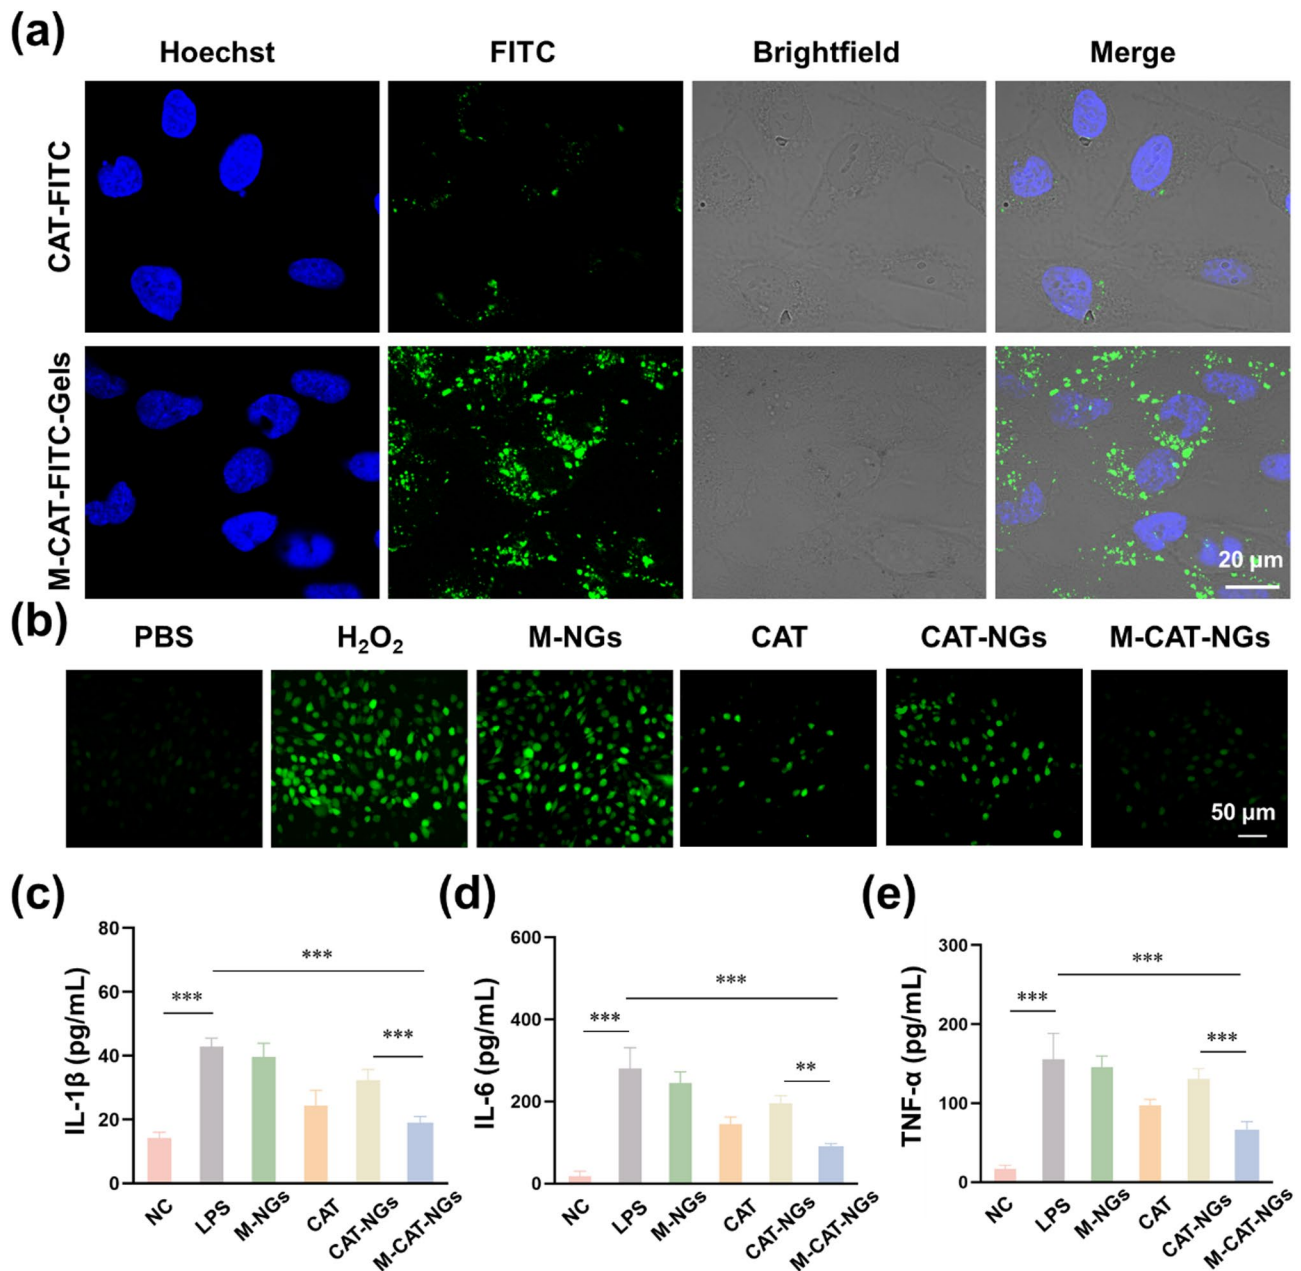 (a)
Hoechst FITC Brightfield Merge
CAT-FITC
M-CAT-FITC-Gels
20 μm
(b)
PBS H₂O₂ M-NGs CAT CAT-NGs M-CAT-NGs
50 μm
(c)
IL-1β (pg/mL)
80
60
40
20
0
***
***
***
NC LPS M-NGs CAT CAT-NGs M-CAT-NGs
(d)
IL-6 (pg/mL)
600
400
200
0
***
***
**
NC LPS M-NGs CAT CAT-NGs M-CAT-NGs
(e)
TNF-α (pg/mL)
300
200
100
0
***
***
***
NC LPS M-NGs CAT CAT-NGs M-CAT-NGs